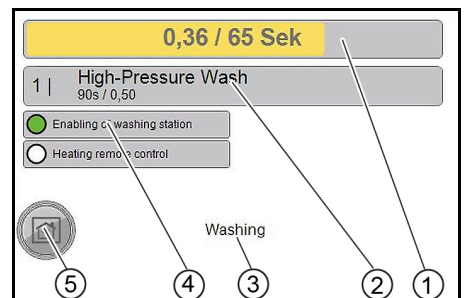 0,36 / 65 Sek
1 | High-Pressure Wash
90s / 0,50
Enabling of washing station
Heating remote control
Washing
5 4 3 2 1